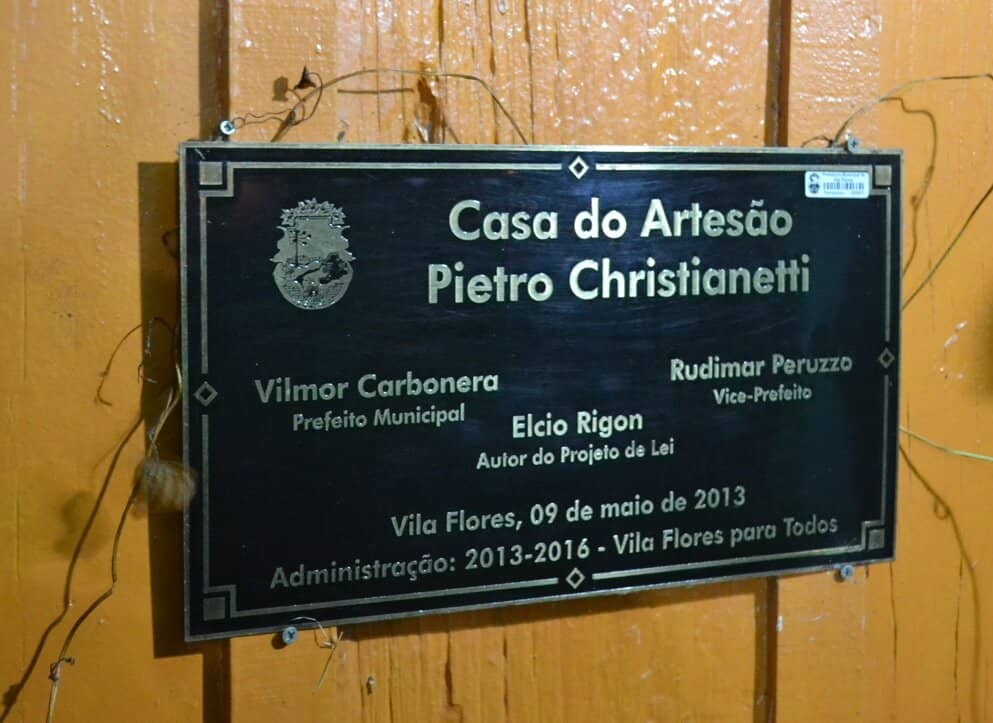 Casa do Artesão
Pietro Christianetti
Vilmor Carbonera
Prefeito Municipal
Rudimar Peruzzo
Vice-Prefeito
Elcio Rigon
Autor do Projeto de Lei
Vila Flores, 09 de maio de 2013
Administração: 2013-2016 - Vila Flores para Todos